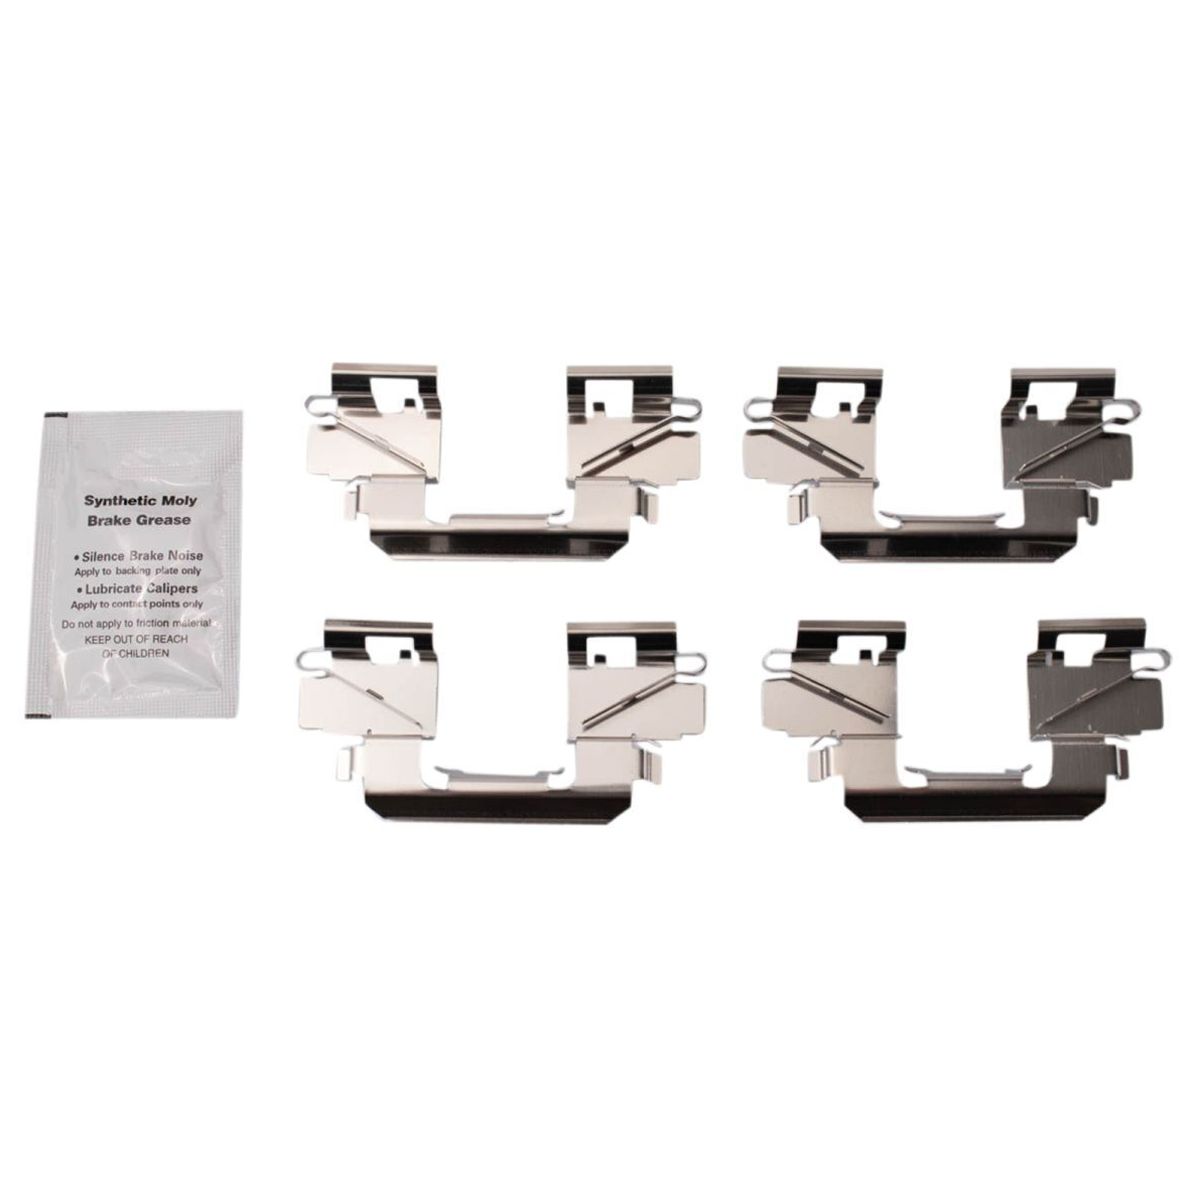 Synthetic Moly
Brake Grease
• Silence Brake Noise
Apply to backing plate only
• Lubricate Calipers
Apply to contact points only
Do not apply to friction materials
KEEP OUT OF REACH
OF CHILDREN